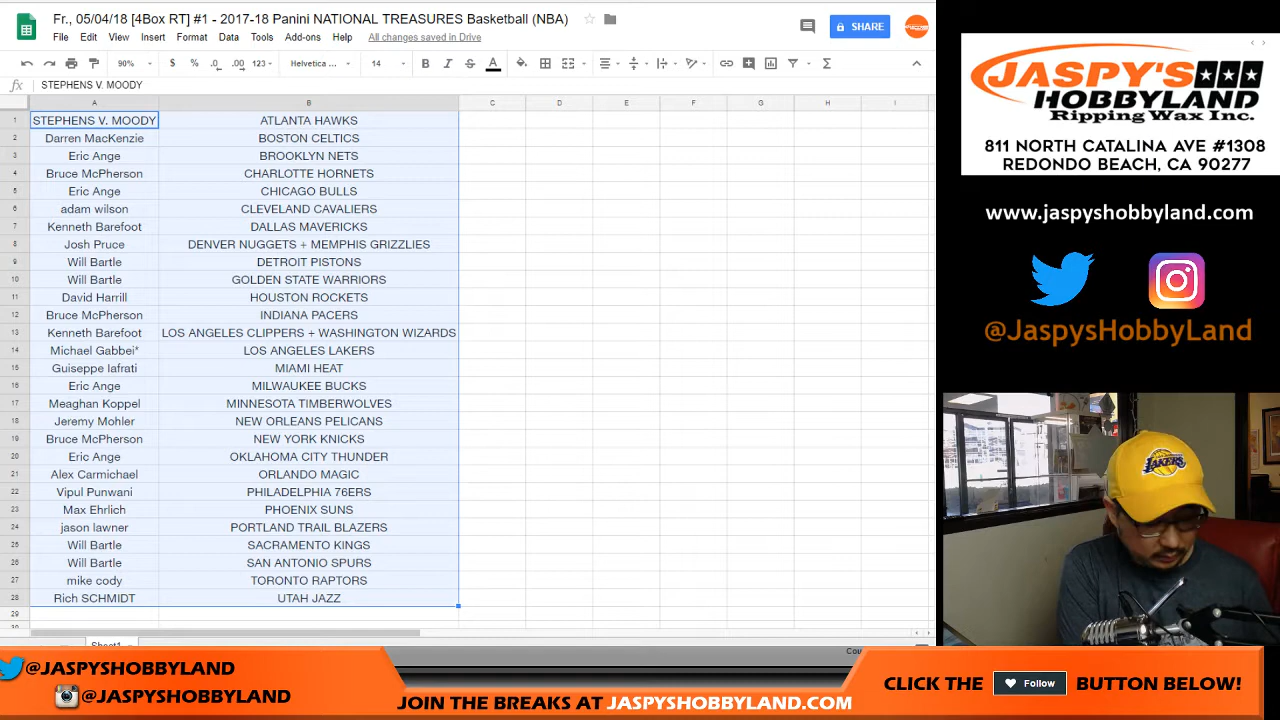 Fr., 05/04/18 [4Box RT] #1 - 2017-18 Panini NATIONAL TREASURES Basketball (NBA)
SHARE
File Edit View Insert Format Data Tools Add-ons Help All changes saved in Drive
90% $ % .0 .00 123 Helvetica ... 14 B I S A
fx STEPHENS V. MOODY
A B C D E F G H I
1 STEPHENS V. MOODY ATLANTA HAWKS
2 Darren MacKenzie BOSTON CELTICS
3 Eric Ange BROOKLYN NETS
4 Bruce McPherson CHARLOTTE HORNETS
5 Eric Ange CHICAGO BULLS
6 adam wilson CLEVELAND CAVALIERS
7 Kenneth Barefoot DALLAS MAVERICKS
8 Josh Pruce DENVER NUGGETS + MEMPHIS GRIZZLIES
9 Will Bartle DETROIT PISTONS
10 Will Bartle GOLDEN STATE WARRIORS
11 David Harrill HOUSTON ROCKETS
12 Bruce McPherson INDIANA PACERS
13 Kenneth Barefoot LOS ANGELES CLIPPERS + WASHINGTON WIZARDS
14 Michael Gabbei* LOS ANGELES LAKERS
15 Guiseppe Iafrati MIAMI HEAT
16 Eric Ange MILWAUKEE BUCKS
17 Meaghan Koppel MINNESOTA TIMBERWOLVES
18 Jeremy Mohler NEW ORLEANS PELICANS
19 Bruce McPherson NEW YORK KNICKS
20 Eric Ange OKLAHOMA CITY THUNDER
21 Alex Carmichael ORLANDO MAGIC
22 Vipul Punwani PHILADELPHIA 76ERS
23 Max Ehrlich PHOENIX SUNS
24 jason lawner PORTLAND TRAIL BLAZERS
25 Will Bartle SACRAMENTO KINGS
26 Will Bartle SAN ANTONIO SPURS
27 mike cody TORONTO RAPTORS
28 Rich SCHMIDT UTAH JAZZ
29
Sheet1
JASPY'S
HOBBYLAND
Ripping Wax Inc.
811 NORTH CATALINA AVE #1308
REDONDO BEACH, CA 90277
www.jaspyshobbyland.com
@JaspysHobbyLand
LAKERS
@JASPYSHOBBYLAND
@JASPYSHOBBYLAND
JOIN THE BREAKS AT JASPYSHOBBYLAND.COM
CLICK THE Follow BUTTON BELOW!